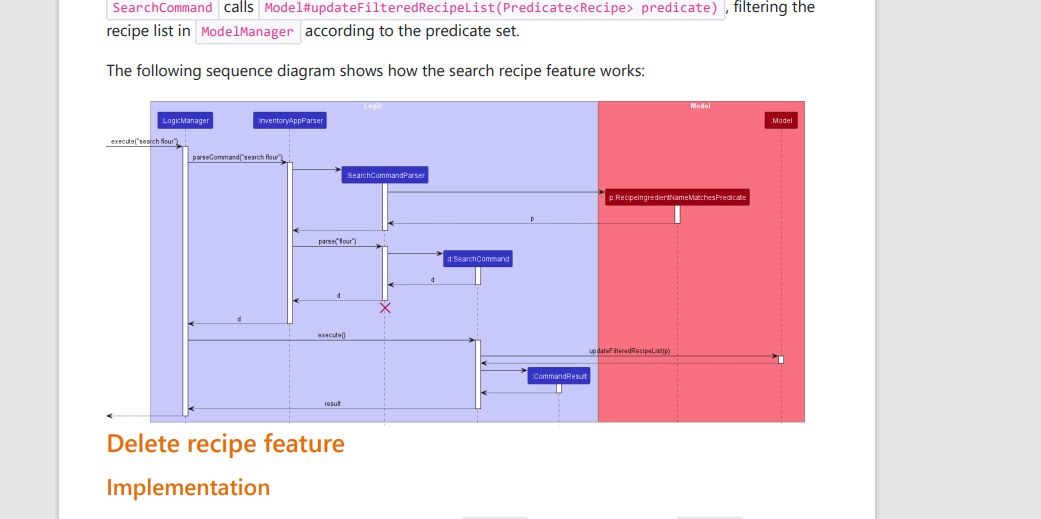 SearchCommand calls Model#updateFilteredRecipeList(Predicate<Recipe> predicate) , filtering the
recipe list in ModelManager according to the predicate set.
The following sequence diagram shows how the search recipe feature works:
Logic
Model
:LogicManager
:InventoryAppParser
:Model
execute("search flour")
parseCommand("search flour")
:SearchCommandParser
p:RecipeIngredientNameMatchesPredicate
p
parse("flour")
d:SearchCommand
d
d
d
execute()
updateFilteredRecipeList(p)
:CommandResult
result
Delete recipe feature
Implementation